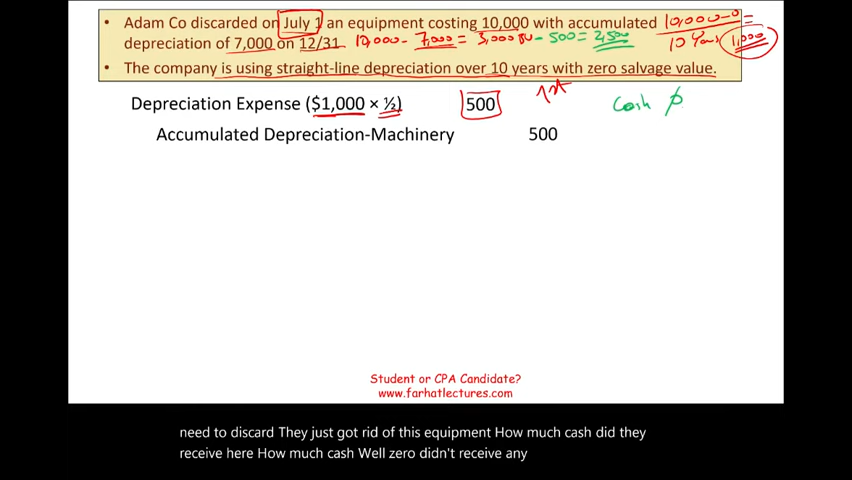 • Adam Co discarded on July 1 an equipment costing 10,000 with accumulated 10,000-0 =
depreciation of 7,000 on 12/31 10,000 - 7,000 = 3,000 BV - 500 = 2,500 10 Years 1,000
• The company is using straight-line depreciation over 10 years with zero salvage value.
Depreciation Expense ($1,000 × ½) 500 1st Cash ∅
Accumulated Depreciation-Machinery 500
Student or CPA Candidate?
www.farhatlectures.com
need to discard They just got rid of this equipment How much cash did they
receive here How much cash Well zero didn't receive any